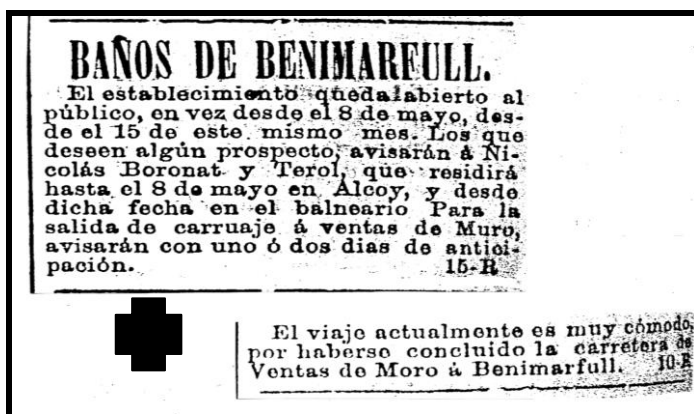 BAÑOS DE BENIMARFULL.
El establecimiento queda abierto al
público, en vez desde el 8 de mayo, des-
de el 15 de este mismo mes. Los que
deseen algún prospecto, avisarán á Ni-
colás Boronat y Terol, que residirá
hasta el 8 de mayo en Alcoy, y desde
dicha fecha en el balneario Para la
salida de carruaje á ventas de Muro,
avisarán con uno ó dos dias de antici-
pación. 15-R
El viaje actualmente es muy cómodo,
por haberse concluido la carretera de
Ventas de Moro á Benimarfull. 10-R